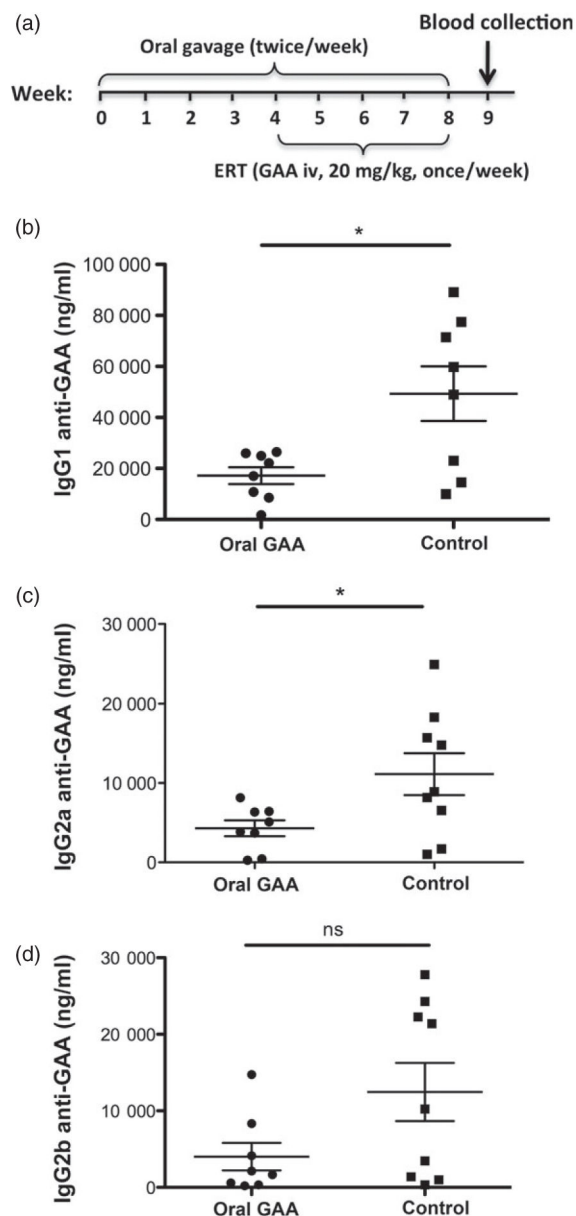 (a)
Blood collection
Oral gavage (twice/week)
Week:
0 1 2 3 4 5 6 7 8 9
ERT (GAA iv, 20 mg/kg, once/week)
(b)
*
IgG1 anti-GAA (ng/ml)
100 000
80 000
60 000
40 000
20 000
0
Oral GAA Control
(c)
*
IgG2a anti-GAA (ng/ml)
30 000
20 000
10 000
0
Oral GAA Control
(d)
ns
IgG2b anti-GAA (ng/ml)
30 000
20 000
10 000
0
Oral GAA Control